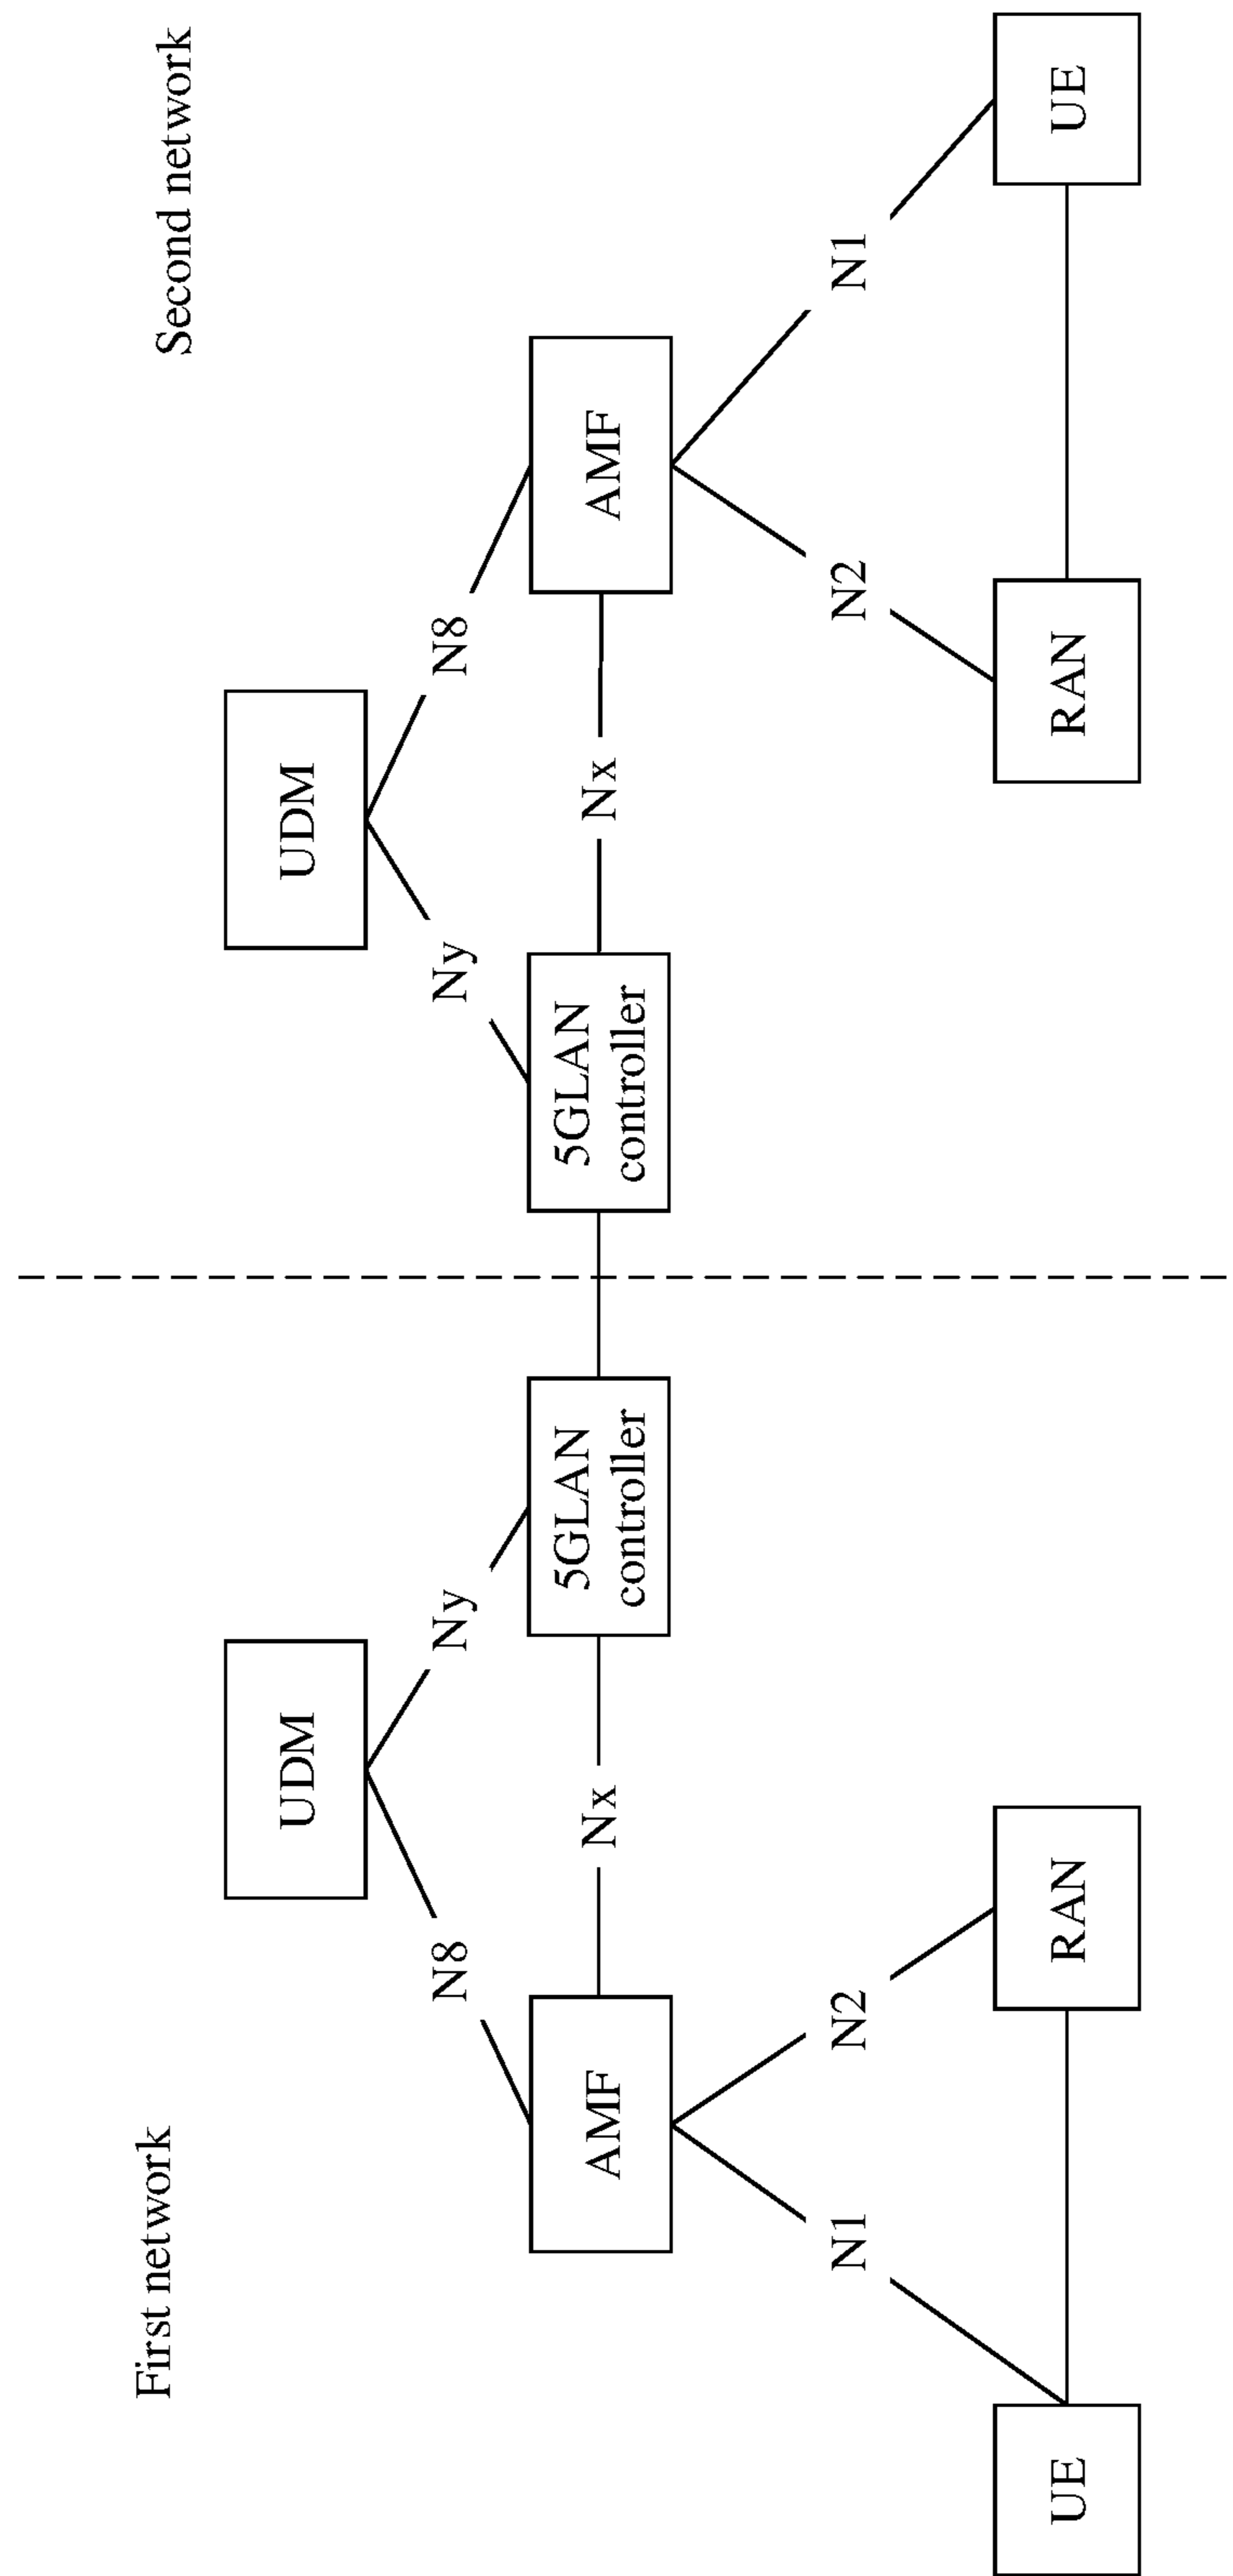 First network
Second network
UDM
UDM
N8
Ny
Ny
N8
AMF
Nx
5GLAN
controller
5GLAN
controller
Nx
AMF
N1
N2
N2
N1
UE
RAN
RAN
UE